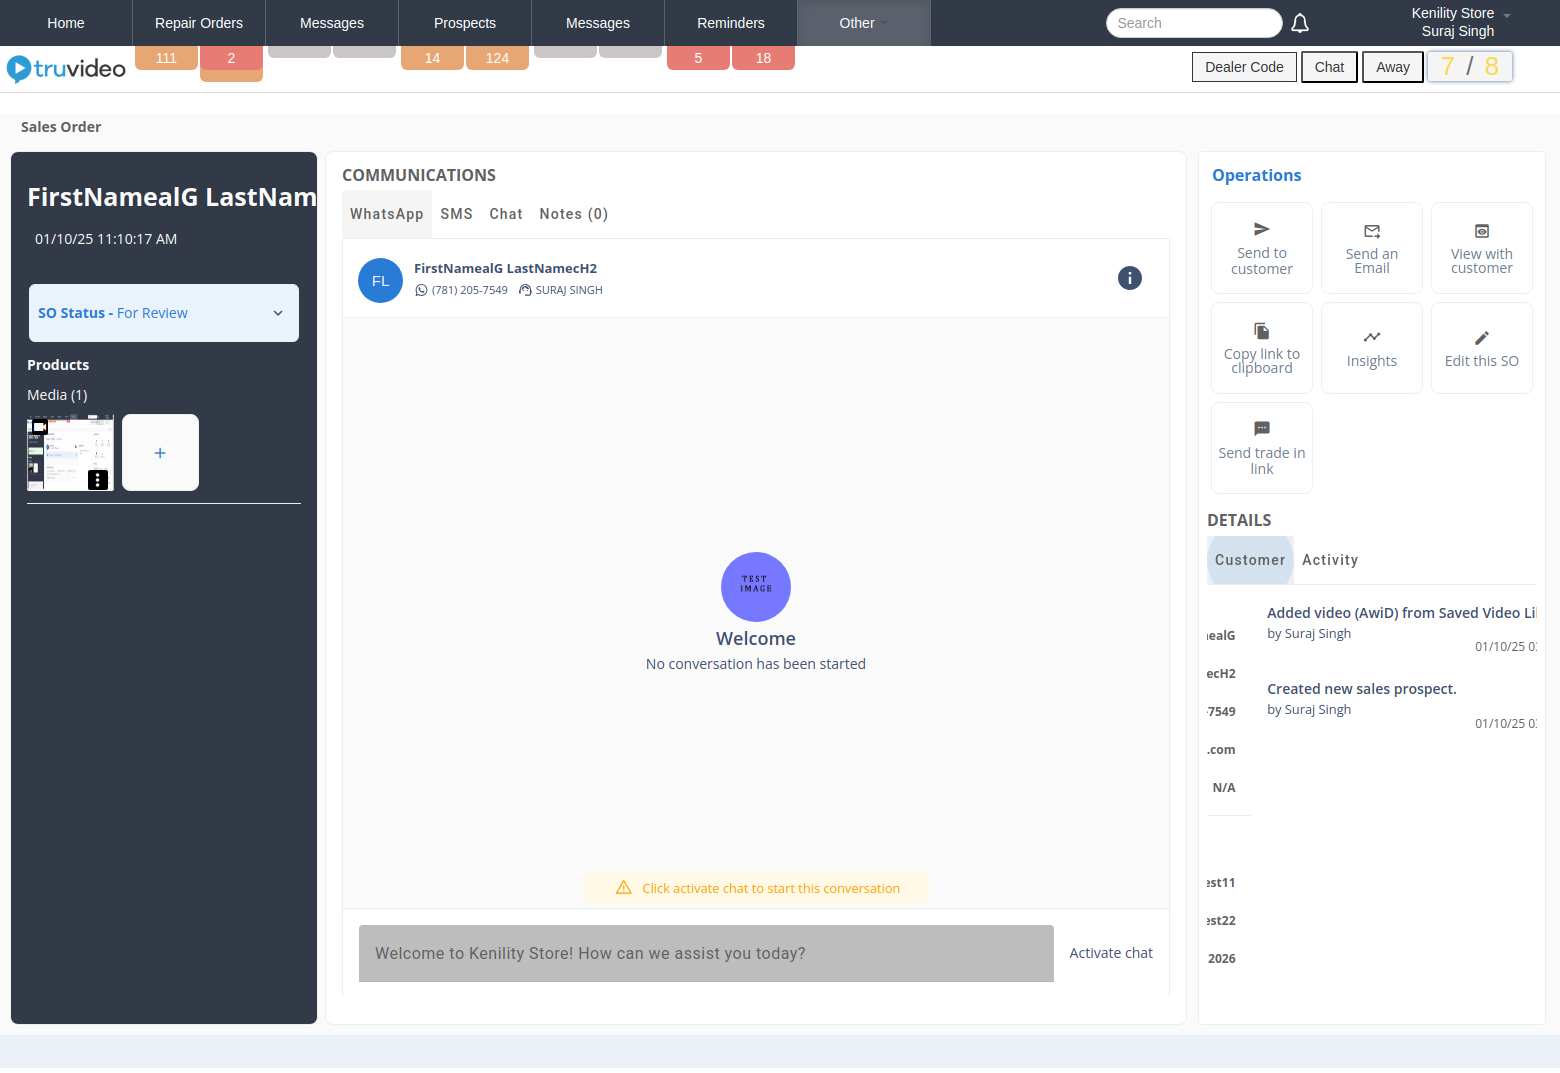 Home
Repair Orders
Messages
Prospects
Messages
Reminders
Other
Search
Kenility Store
Suraj Singh
truvideo
111
2
14
124
5
18
Dealer Code
Chat
Away
7 / 8
Sales Order
FirstNamealG LastNam
01/10/25 11:10:17 AM
SO Status - For Review
Products
Media (1)
+
COMMUNICATIONS
WhatsApp
SMS
Chat
Notes (0)
FL
FirstNamealG LastNamecH2
(781) 205-7549
SURAJ SINGH
TEST
IMAGE
Welcome
No conversation has been started
Click activate chat to start this conversation
Welcome to Kenility Store! How can we assist you today?
Activate chat
Operations
Send to
customer
Send an
Email
View with
customer
Copy link to
clipboard
Insights
Edit this SO
Send trade in
link
DETAILS
Customer
Activity
ealG
ecH2
7549
.com
N/A
est11
est22
2026
Added video (AwiD) from Saved Video Li
by Suraj Singh
01/10/25 03
Created new sales prospect.
by Suraj Singh
01/10/25 03